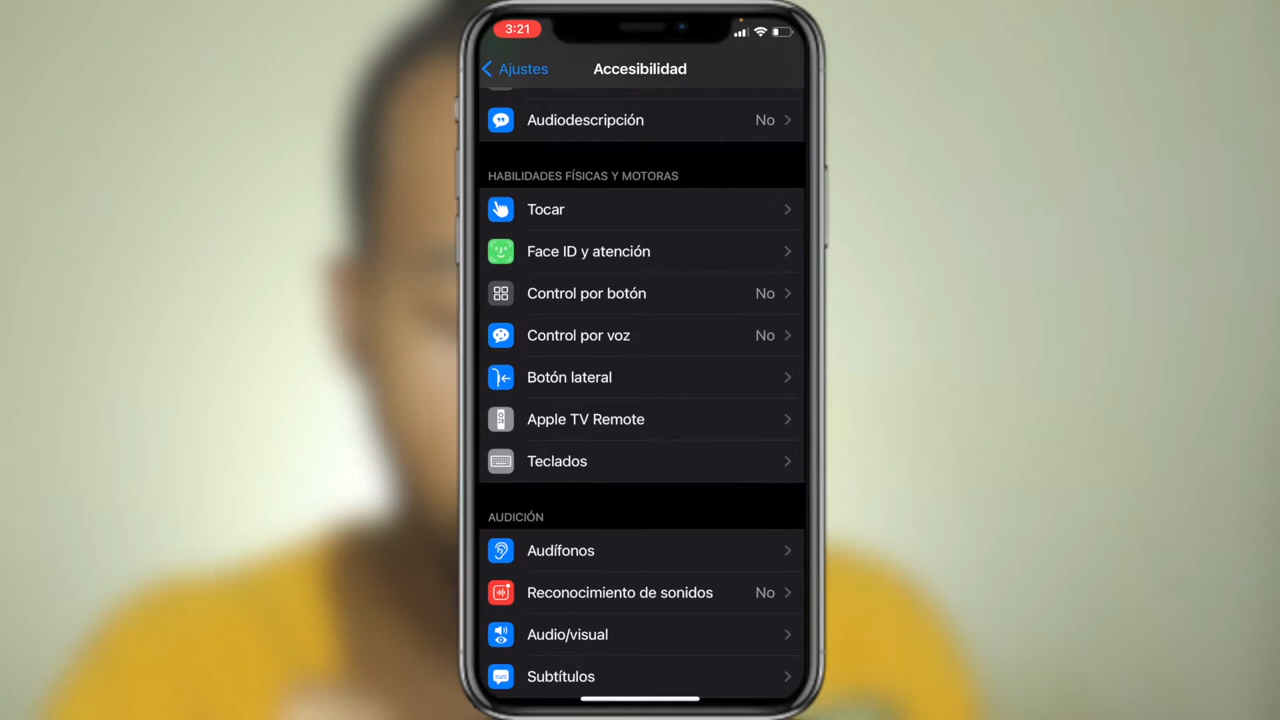 3:21
Ajustes
Accesibilidad
Audiodescripción No
HABILIDADES FÍSICAS Y MOTORAS
Tocar
Face ID y atención
Control por botón No
Control por voz No
Botón lateral
Apple TV Remote
Teclados
AUDICIÓN
Audífonos
Reconocimiento de sonidos No
Audio/visual
Subtítulos